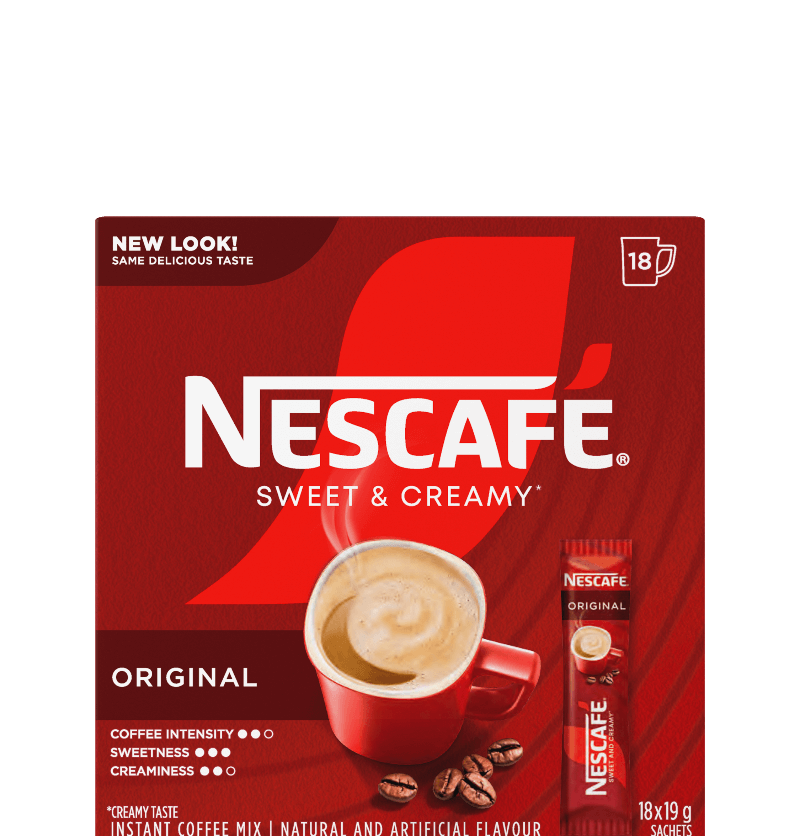 NEW LOOK!
SAME DELICIOUS TASTE
18
NESCAFÉ®
SWEET & CREAMY*
NESCAFÉ
ORIGINAL
ORIGINAL
COFFEE INTENSITY
SWEETNESS
CREAMINESS
NESCAFÉ
SWEET AND CREAMY
*CREAMY TASTE
INSTANT COFFEE MIX | NATURAL AND ARTIFICIAL FLAVOUR
18x19 g
SACHETS